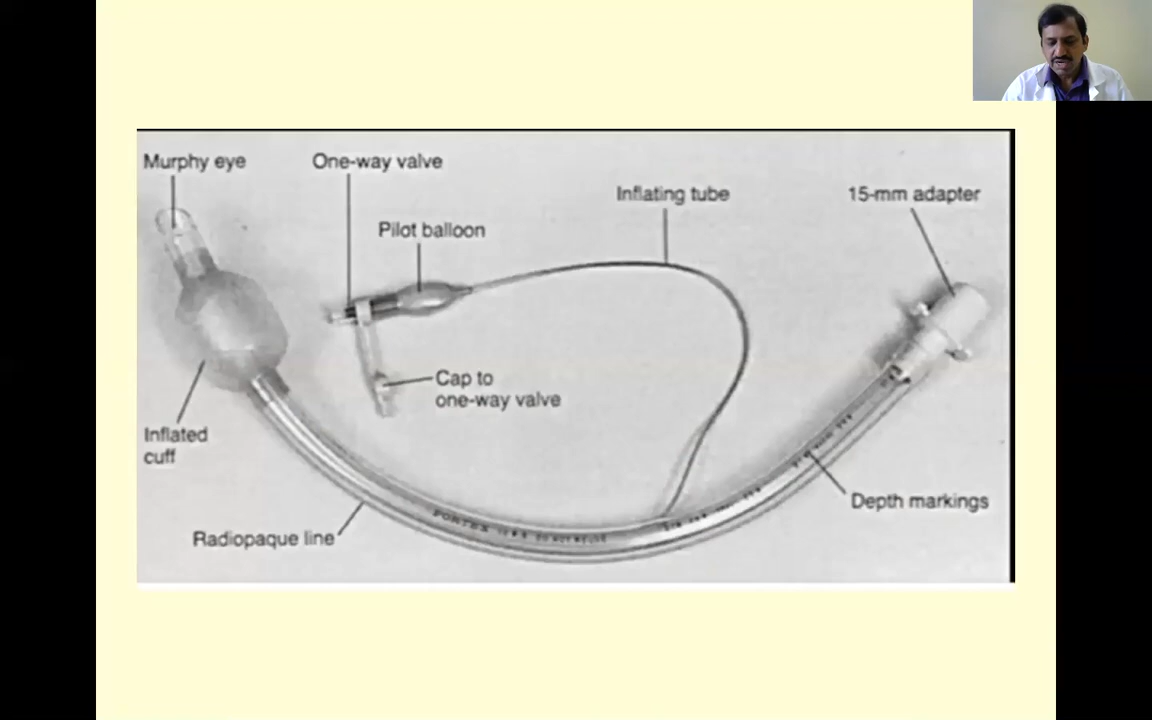 Murphy eye
One-way valve
Pilot balloon
Inflating tube
15-mm adapter
Cap to
one-way valve
Inflated
cuff
Radiopaque line
Depth markings
PORTEX